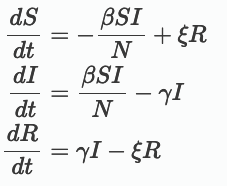 dS/dt = −βSI/N + ξR
dI/dt = βSI/N − γI
dR/dt = γI − ξR